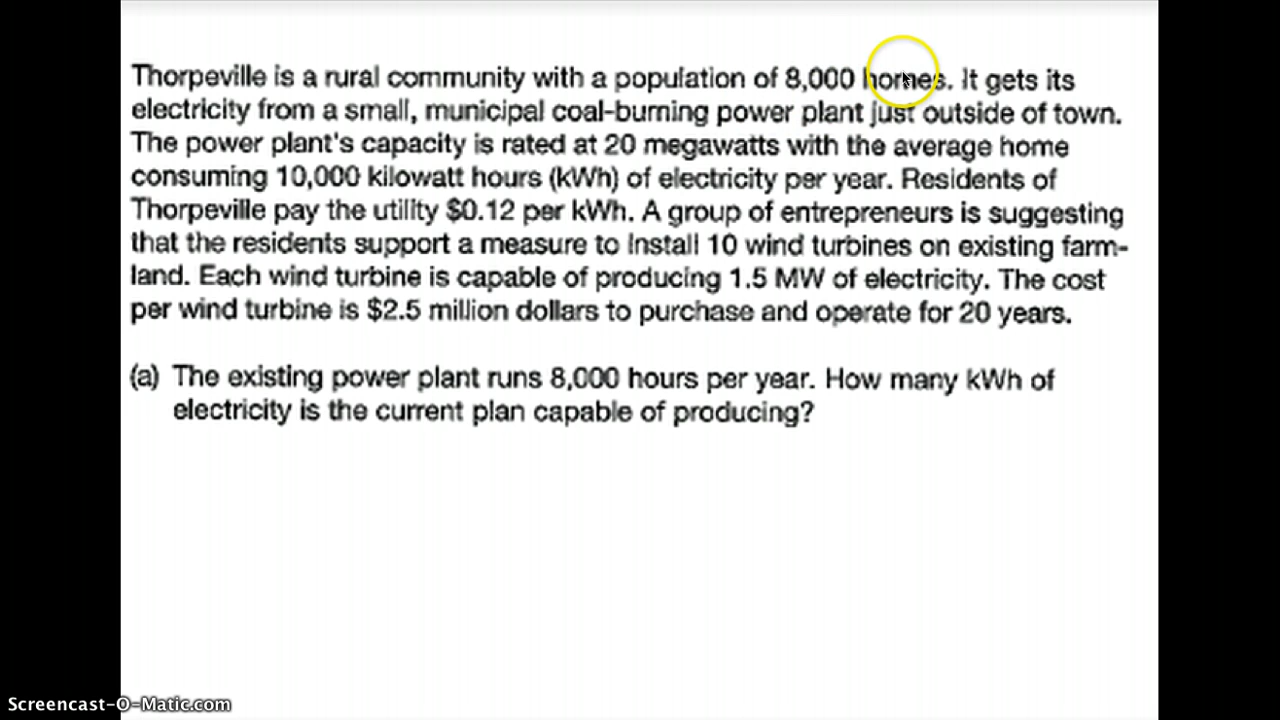 Thorpeville is a rural community with a population of 8,000 homes. It gets its
electricity from a small, municipal coal-burning power plant just outside of town.
The power plant's capacity is rated at 20 megawatts with the average home
consuming 10,000 kilowatt hours (kWh) of electricity per year. Residents of
Thorpeville pay the utility $0.12 per kWh. A group of entrepreneurs is suggesting
that the residents support a measure to install 10 wind turbines on existing farm-
land. Each wind turbine is capable of producing 1.5 MW of electricity. The cost
per wind turbine is $2.5 million dollars to purchase and operate for 20 years.
(a) The existing power plant runs 8,000 hours per year. How many kWh of
electricity is the current plan capable of producing?
Screencast-O-Matic.com